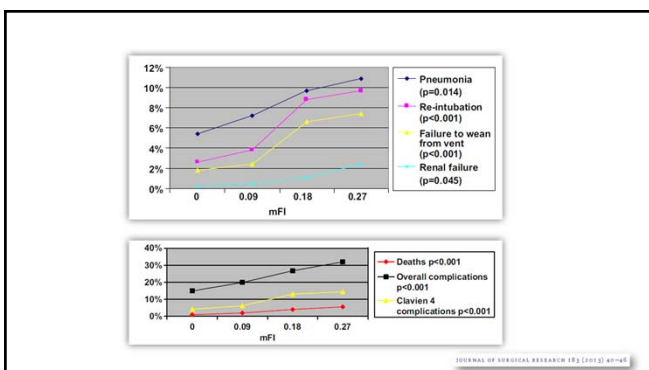 12%
10%
8%
6%
4%
2%
0%
0 0.09 0.18 0.27
mFI
Pneumonia
(p=0.014)
Re-intubation
(p<0.001)
Failure to wean
from vent
(p<0.001)
Renal failure
(p=0.045)
40%
30%
20%
10%
0%
0 0.09 0.18 0.27
mFI
Deaths p<0.001
Overall complications
p<0.001
Clavien 4
complications p<0.001
JOURNAL OF SURGICAL RESEARCH 183 (2013) 40–46